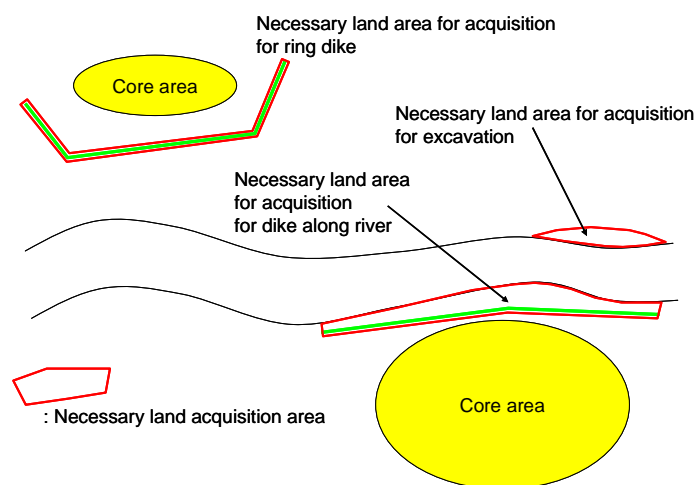 Necessary land area for acquisition
for ring dike
Core area
Necessary land area for acquisition
for excavation
Necessary land area
for acquisition
for dike along river
: Necessary land acquisition area
Core area